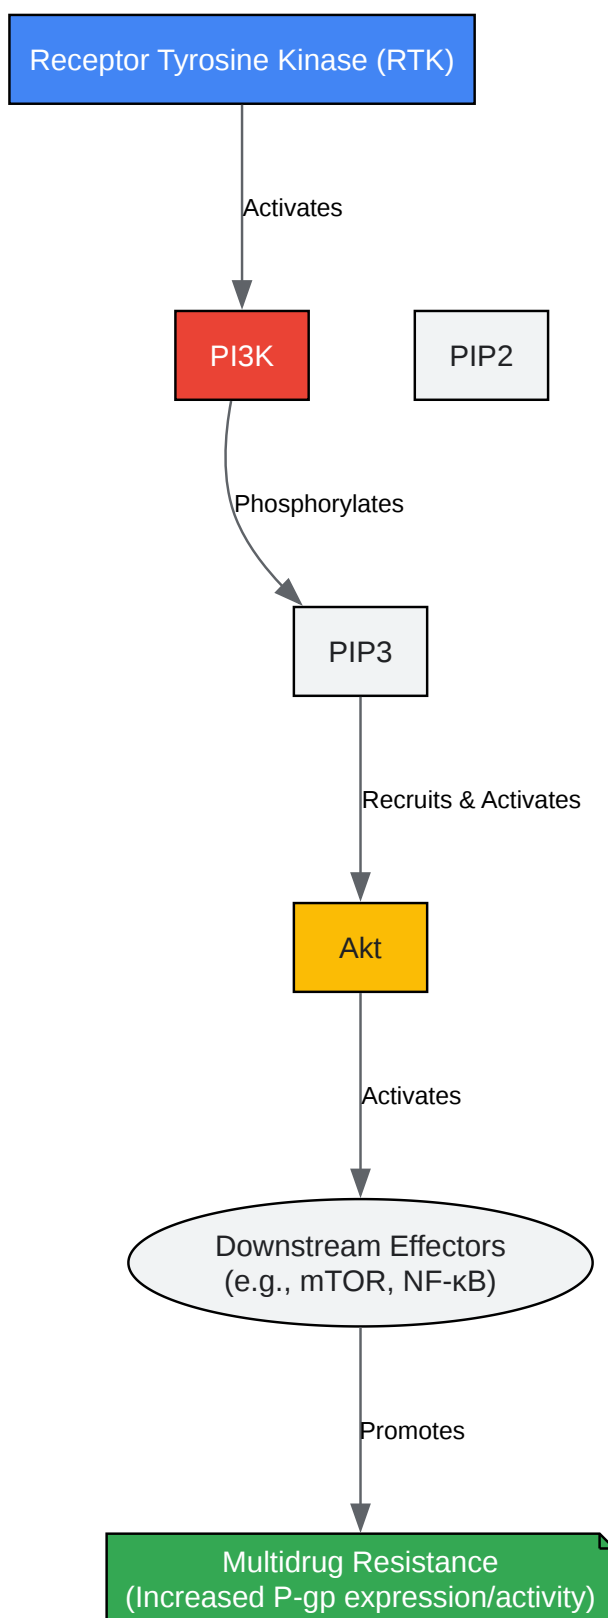 Receptor Tyrosine Kinase (RTK)
Activates
PI3K
PIP2
Phosphorylates
PIP3
Recruits & Activates
Akt
Activates
Downstream Effectors
(e.g., mTOR, NF-κB)
Promotes
Multidrug Resistance
(Increased P-gp expression/activity)